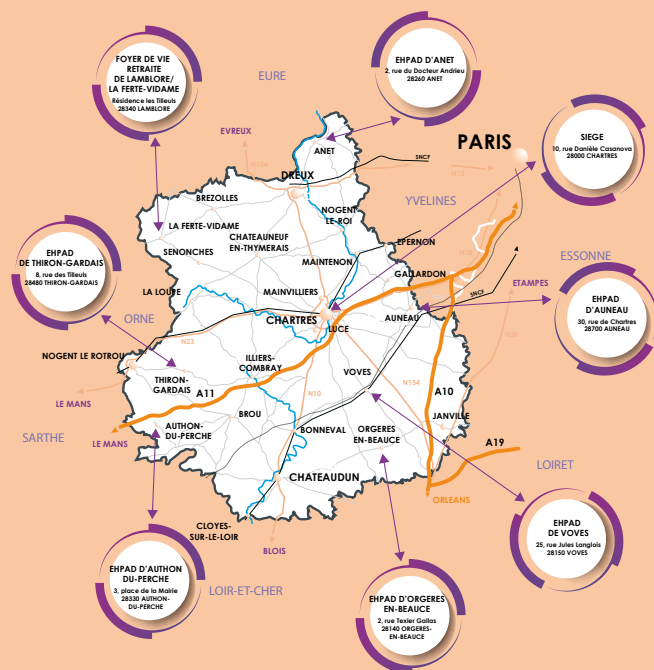 FOYER DE VIE
RETRAITE
DE LAMBLORE/
LA FERTE-VIDAME
Résidence les Tilleuls
28340 LAMBLORE
EHPAD D'ANET
2, rue du Docteur Andrieu
28260 ANET
SIEGE
10, rue Danièle Casanova
28000 CHARTRES
EHPAD
DE THIRON-GARDAIS
8, rue des Tilleuls
28480 THIRON-GARDAIS
EHPAD
D'AUNEAU
30, rue de Chartres
28700 AUNEAU
EURE
EVREUX
ANET
PARIS
N154
DREUX
SNCF
N12
BREZOLLES
YVELINES
NOGENT
LE-ROI
LA FERTE-VIDAME
CHATEAUNEUF
EN-THYMERAIS
SENONCHES
EPERNON
N10
MAINTENON
ESSONNE
GALLARDON
ETAMPES
LA LOUPE
MAINVILLIERS
SNCF
ORNE
CHARTRES
AUNEAU
LUCE
N23
N20
NOGENT LE ROTROU
ILLIERS-
COMBRAY
VOVES
THIRON-
GARDAIS
A11
N10
N154
A10
LE MANS
BROU
JANVILLE
AUTHON-
DU-PERCHE
BONNEVAL
ORGERES
EN-BEAUCE
SARTHE
LE MANS
A19
LOIRET
CHATEAUDUN
ORLEANS
CLOYES-
SUR-LE-LOIR
BLOIS
LOIR-ET-CHER
EHPAD
DE VOVES
25, rue Jules Langlois
28150 VOVES
EHPAD D'AUTHON
DU-PERCHE
3, place de la Mairie
28330 AUTHON-
DU-PERCHE
EHPAD D'ORGERES
EN-BEAUCE
2, rue Texier Gallas
28140 ORGERES-
EN-BEAUCE